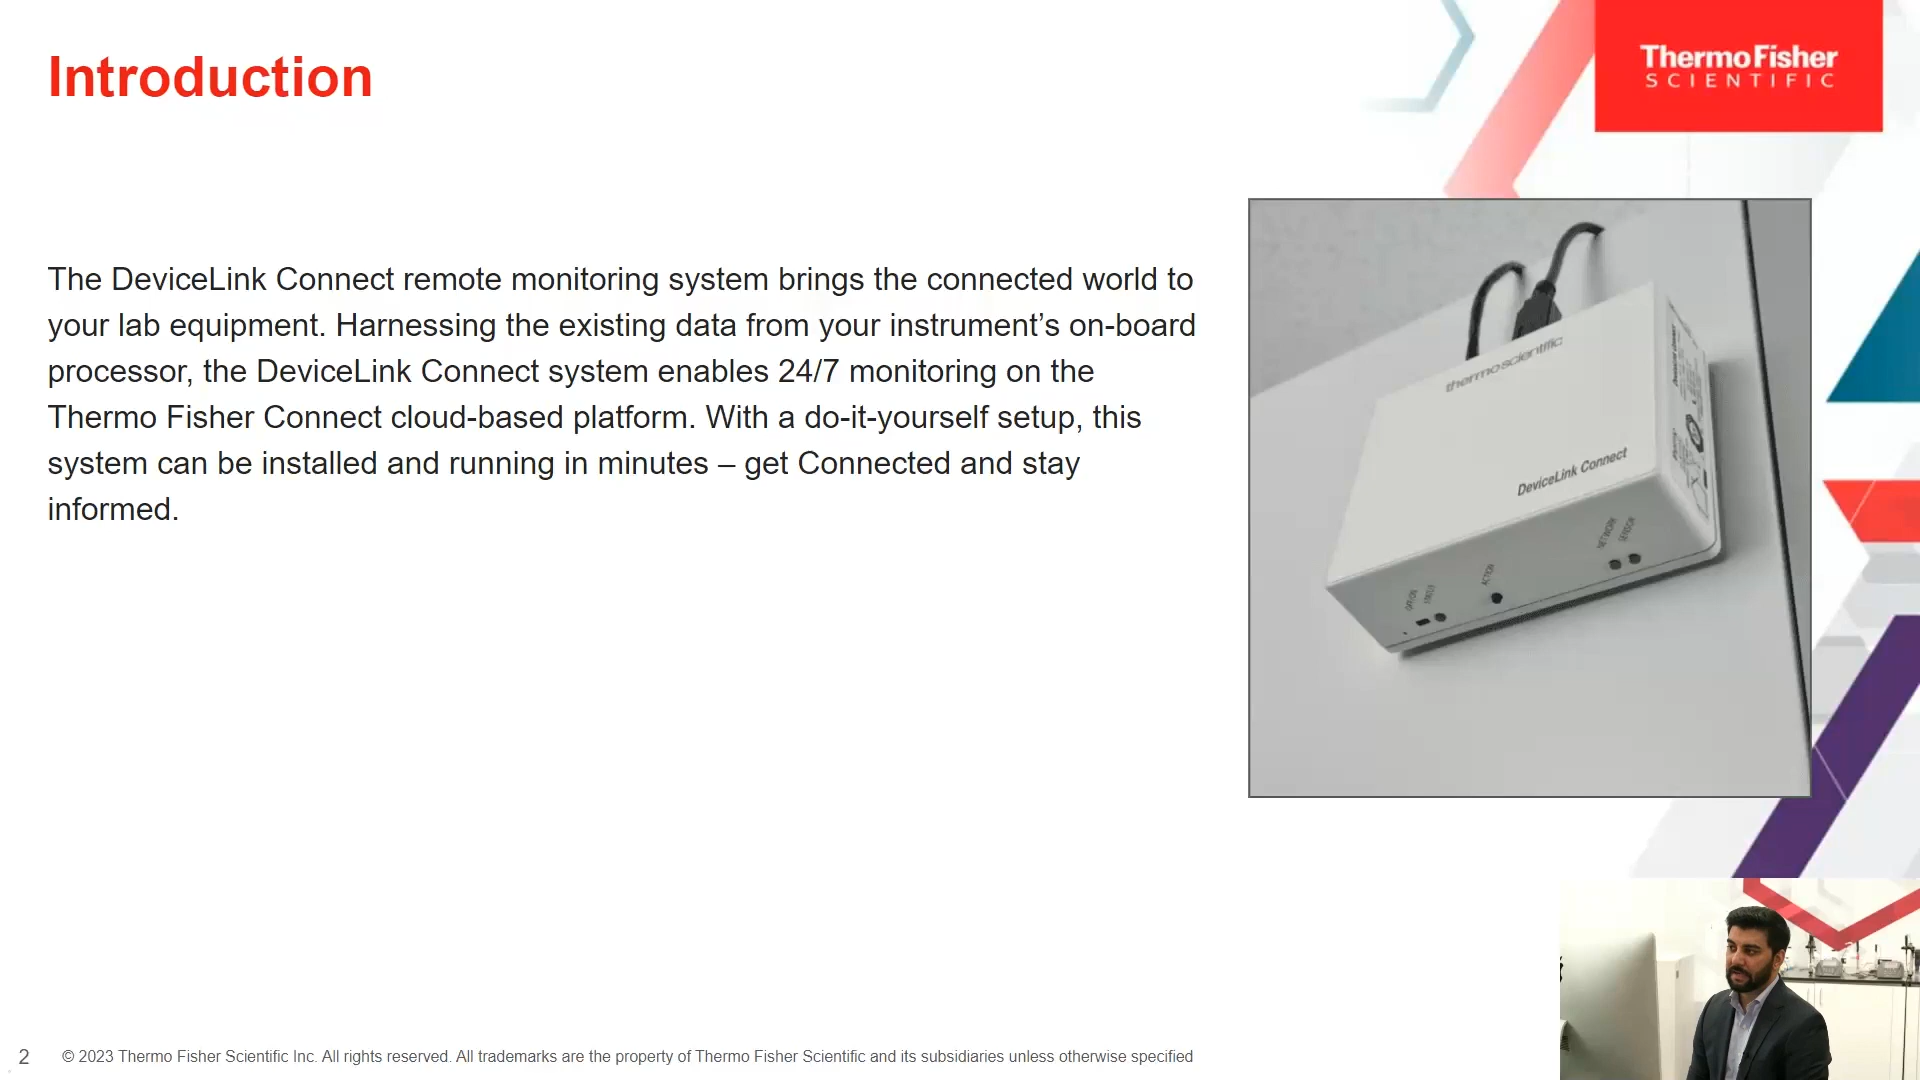 Introduction
ThermoFisher
SCIENTIFIC
The DeviceLink Connect remote monitoring system brings the connected world to
your lab equipment. Harnessing the existing data from your instrument’s on-board
processor, the DeviceLink Connect system enables 24/7 monitoring on the
Thermo Fisher Connect cloud-based platform. With a do-it-yourself setup, this
system can be installed and running in minutes – get Connected and stay
informed.
thermo scientific
DeviceLink Connect
NETWORK
SENSOR
ACTION
STATUS
2
© 2023 Thermo Fisher Scientific Inc. All rights reserved. All trademarks are the property of Thermo Fisher Scientific and its subsidiaries unless otherwise specified